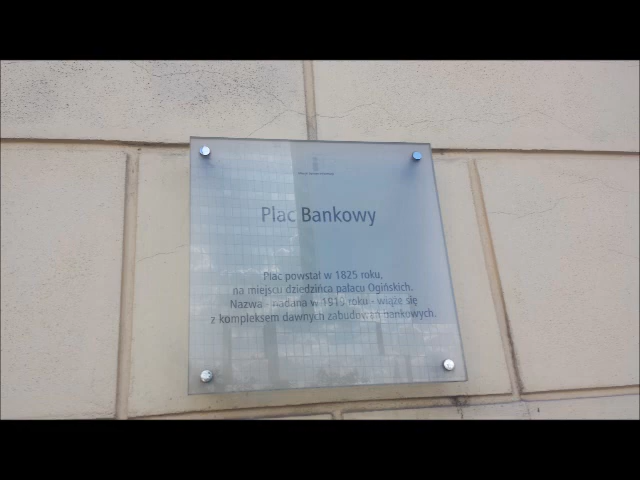 Plac Bankowy
Plac powstał w 1825 roku,
na miejscu dziedzińca pałacu Ogińskich.
Nazwa - nadana w 1919 roku - wiąże się
z kompleksem dawnych zabudowań bankowych.